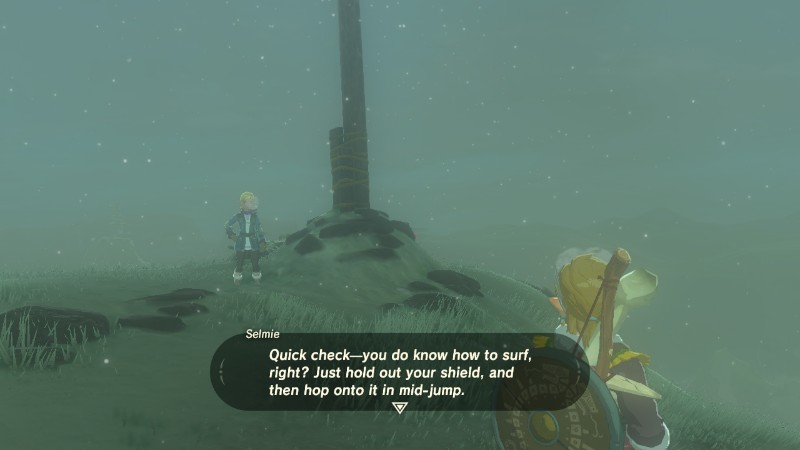 Selmie
Quick check—you do know how to surf,
right? Just hold out your shield, and
then hop onto it in mid-jump.